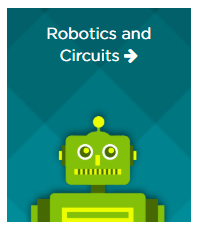 Robotics and
Circuits →